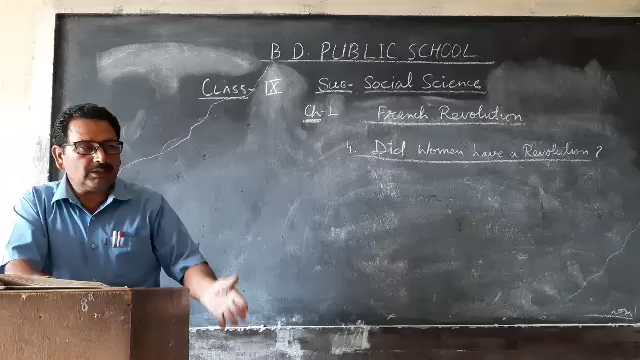 B D. PUBLIC SCHOOL
CLASS- IX SUB- Social Science
Ch-1 French Revolution
4. Did Women have a Revolution?